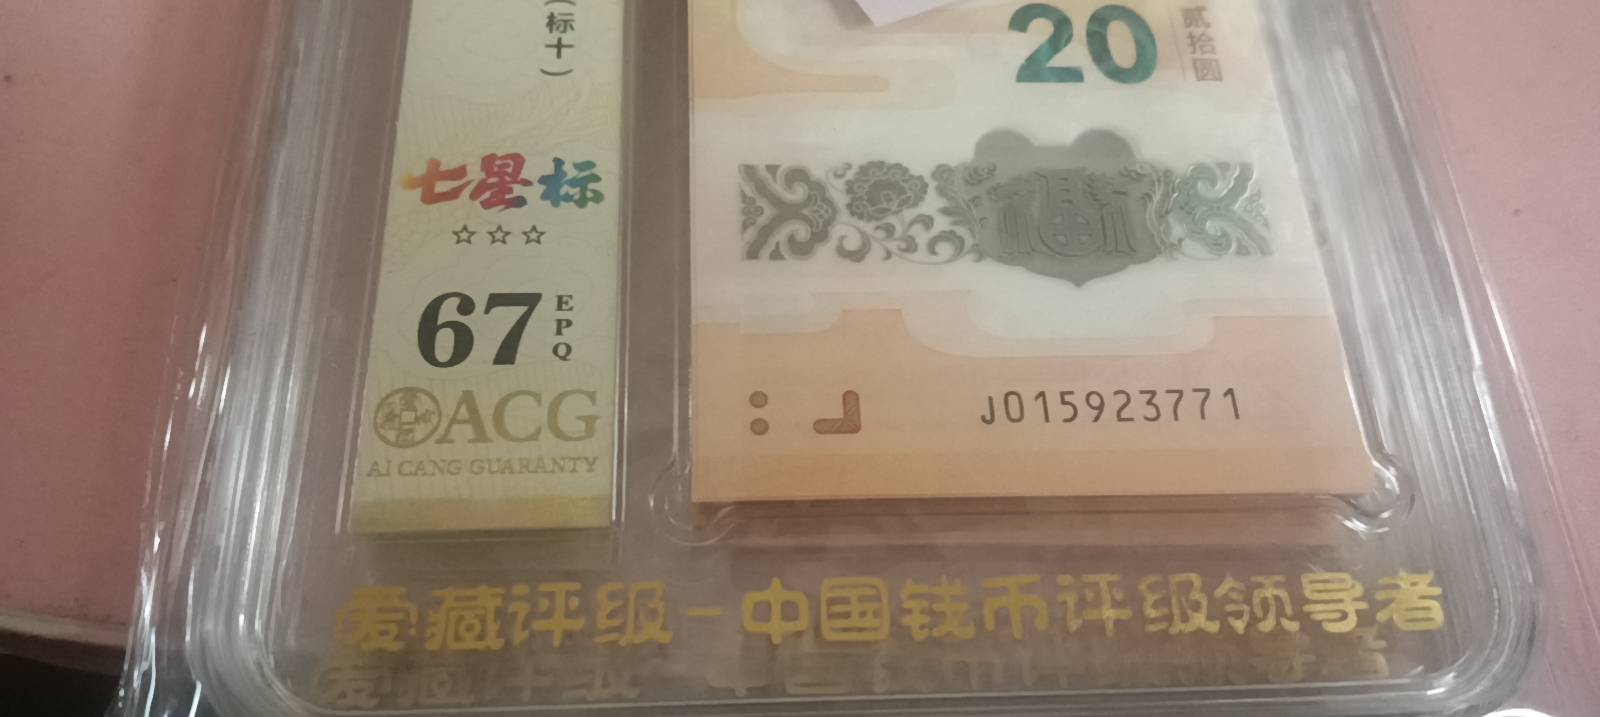 （标十）
七星标
☆☆☆
67 EPQ
ACG
AI CANG GUARANTY
20
贰拾圆
J015923771
爱藏评级－中国钱币评级领导者